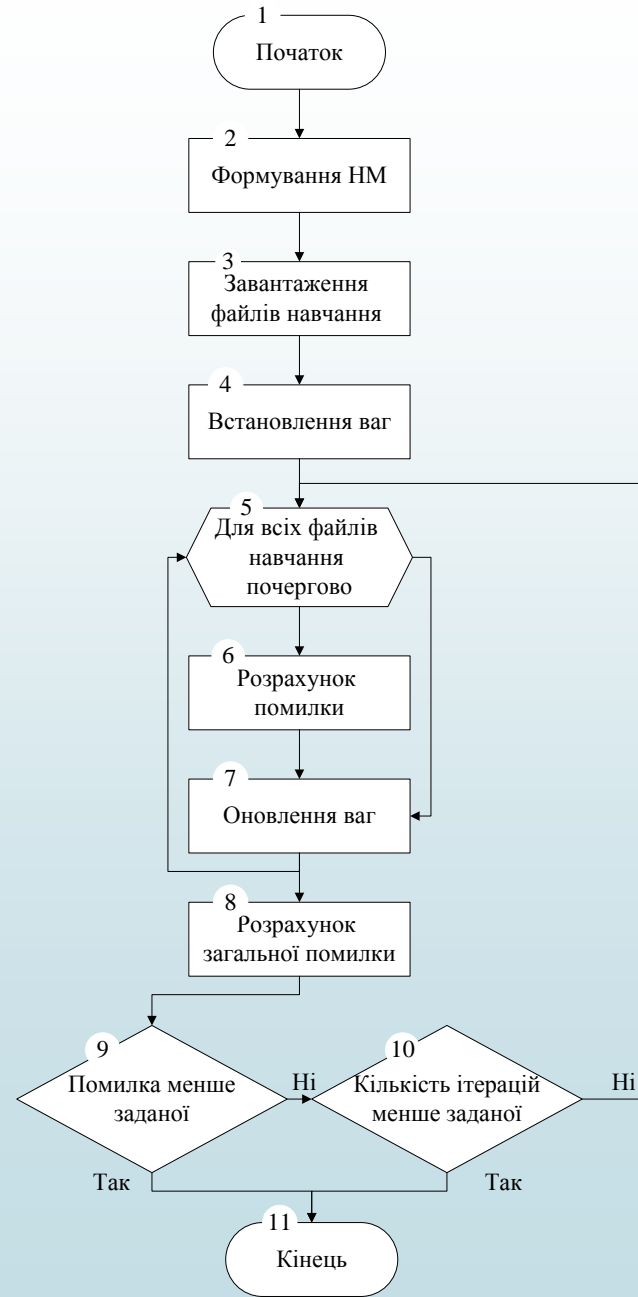 1
Початок
2
Формування НМ
3
Завантаження
файлів навчання
4
Встановлення ваг
5
Для всіх файлів
навчання
почергово
6
Розрахунок
помилки
7
Оновлення ваг
8
Розрахунок
загальної помилки
9
Помилка менше
заданої
Ні
10
Кількість ітерацій
менше заданої
Ні
Так
Так
11
Кінець